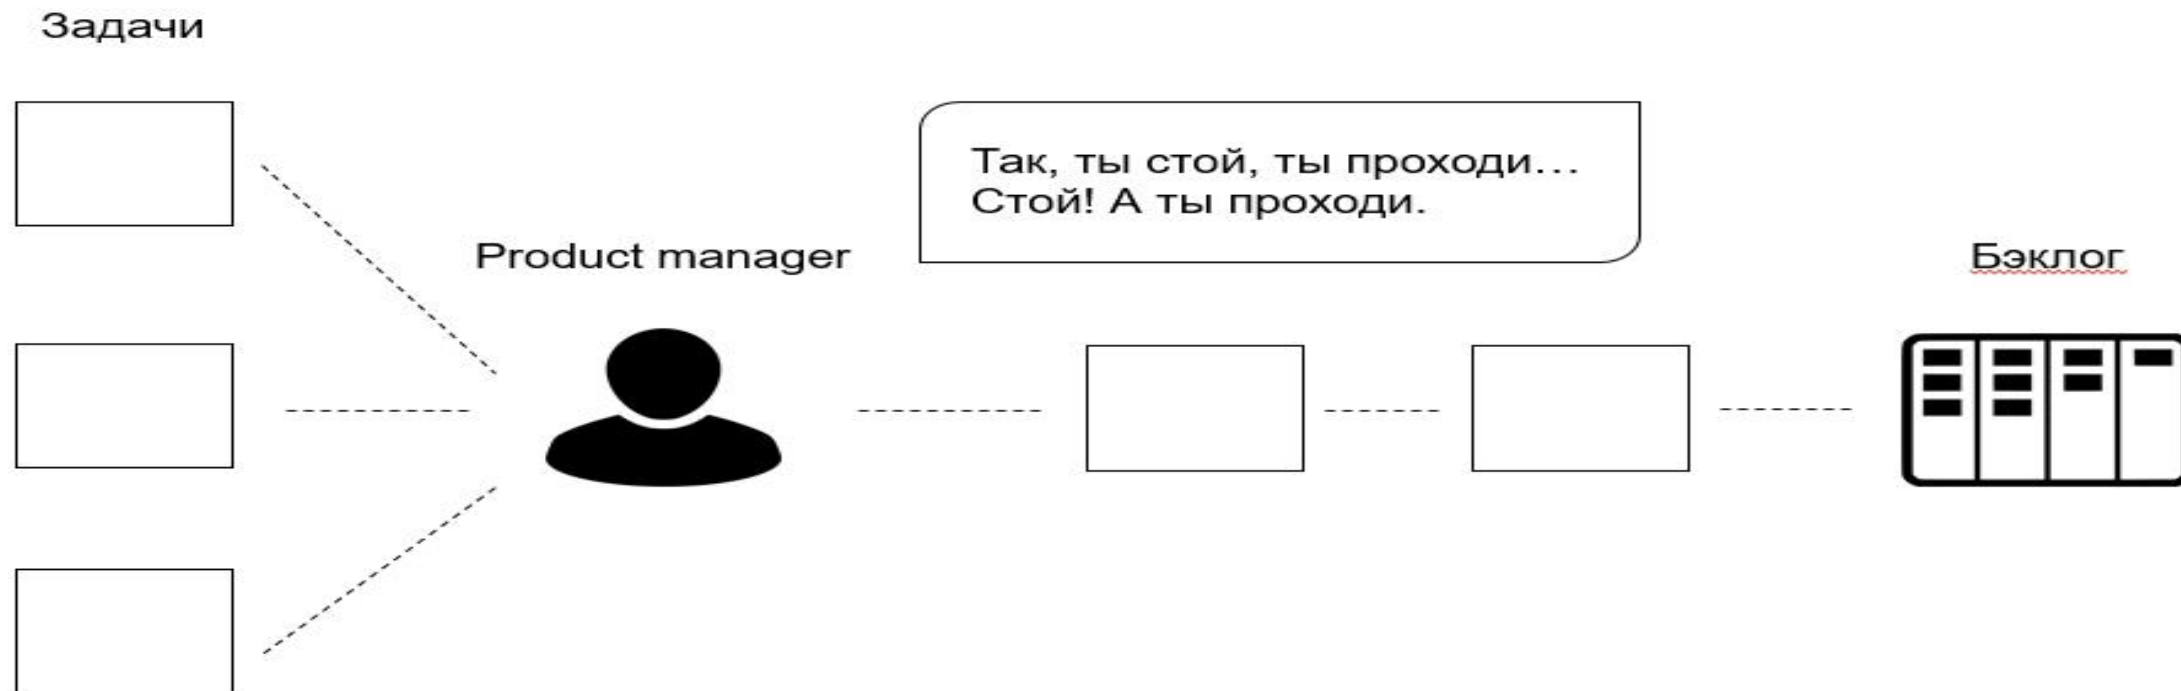 Задачи
Так, ты стой, ты проходи...
Стой! А ты проходи.
Product manager
Бэклог